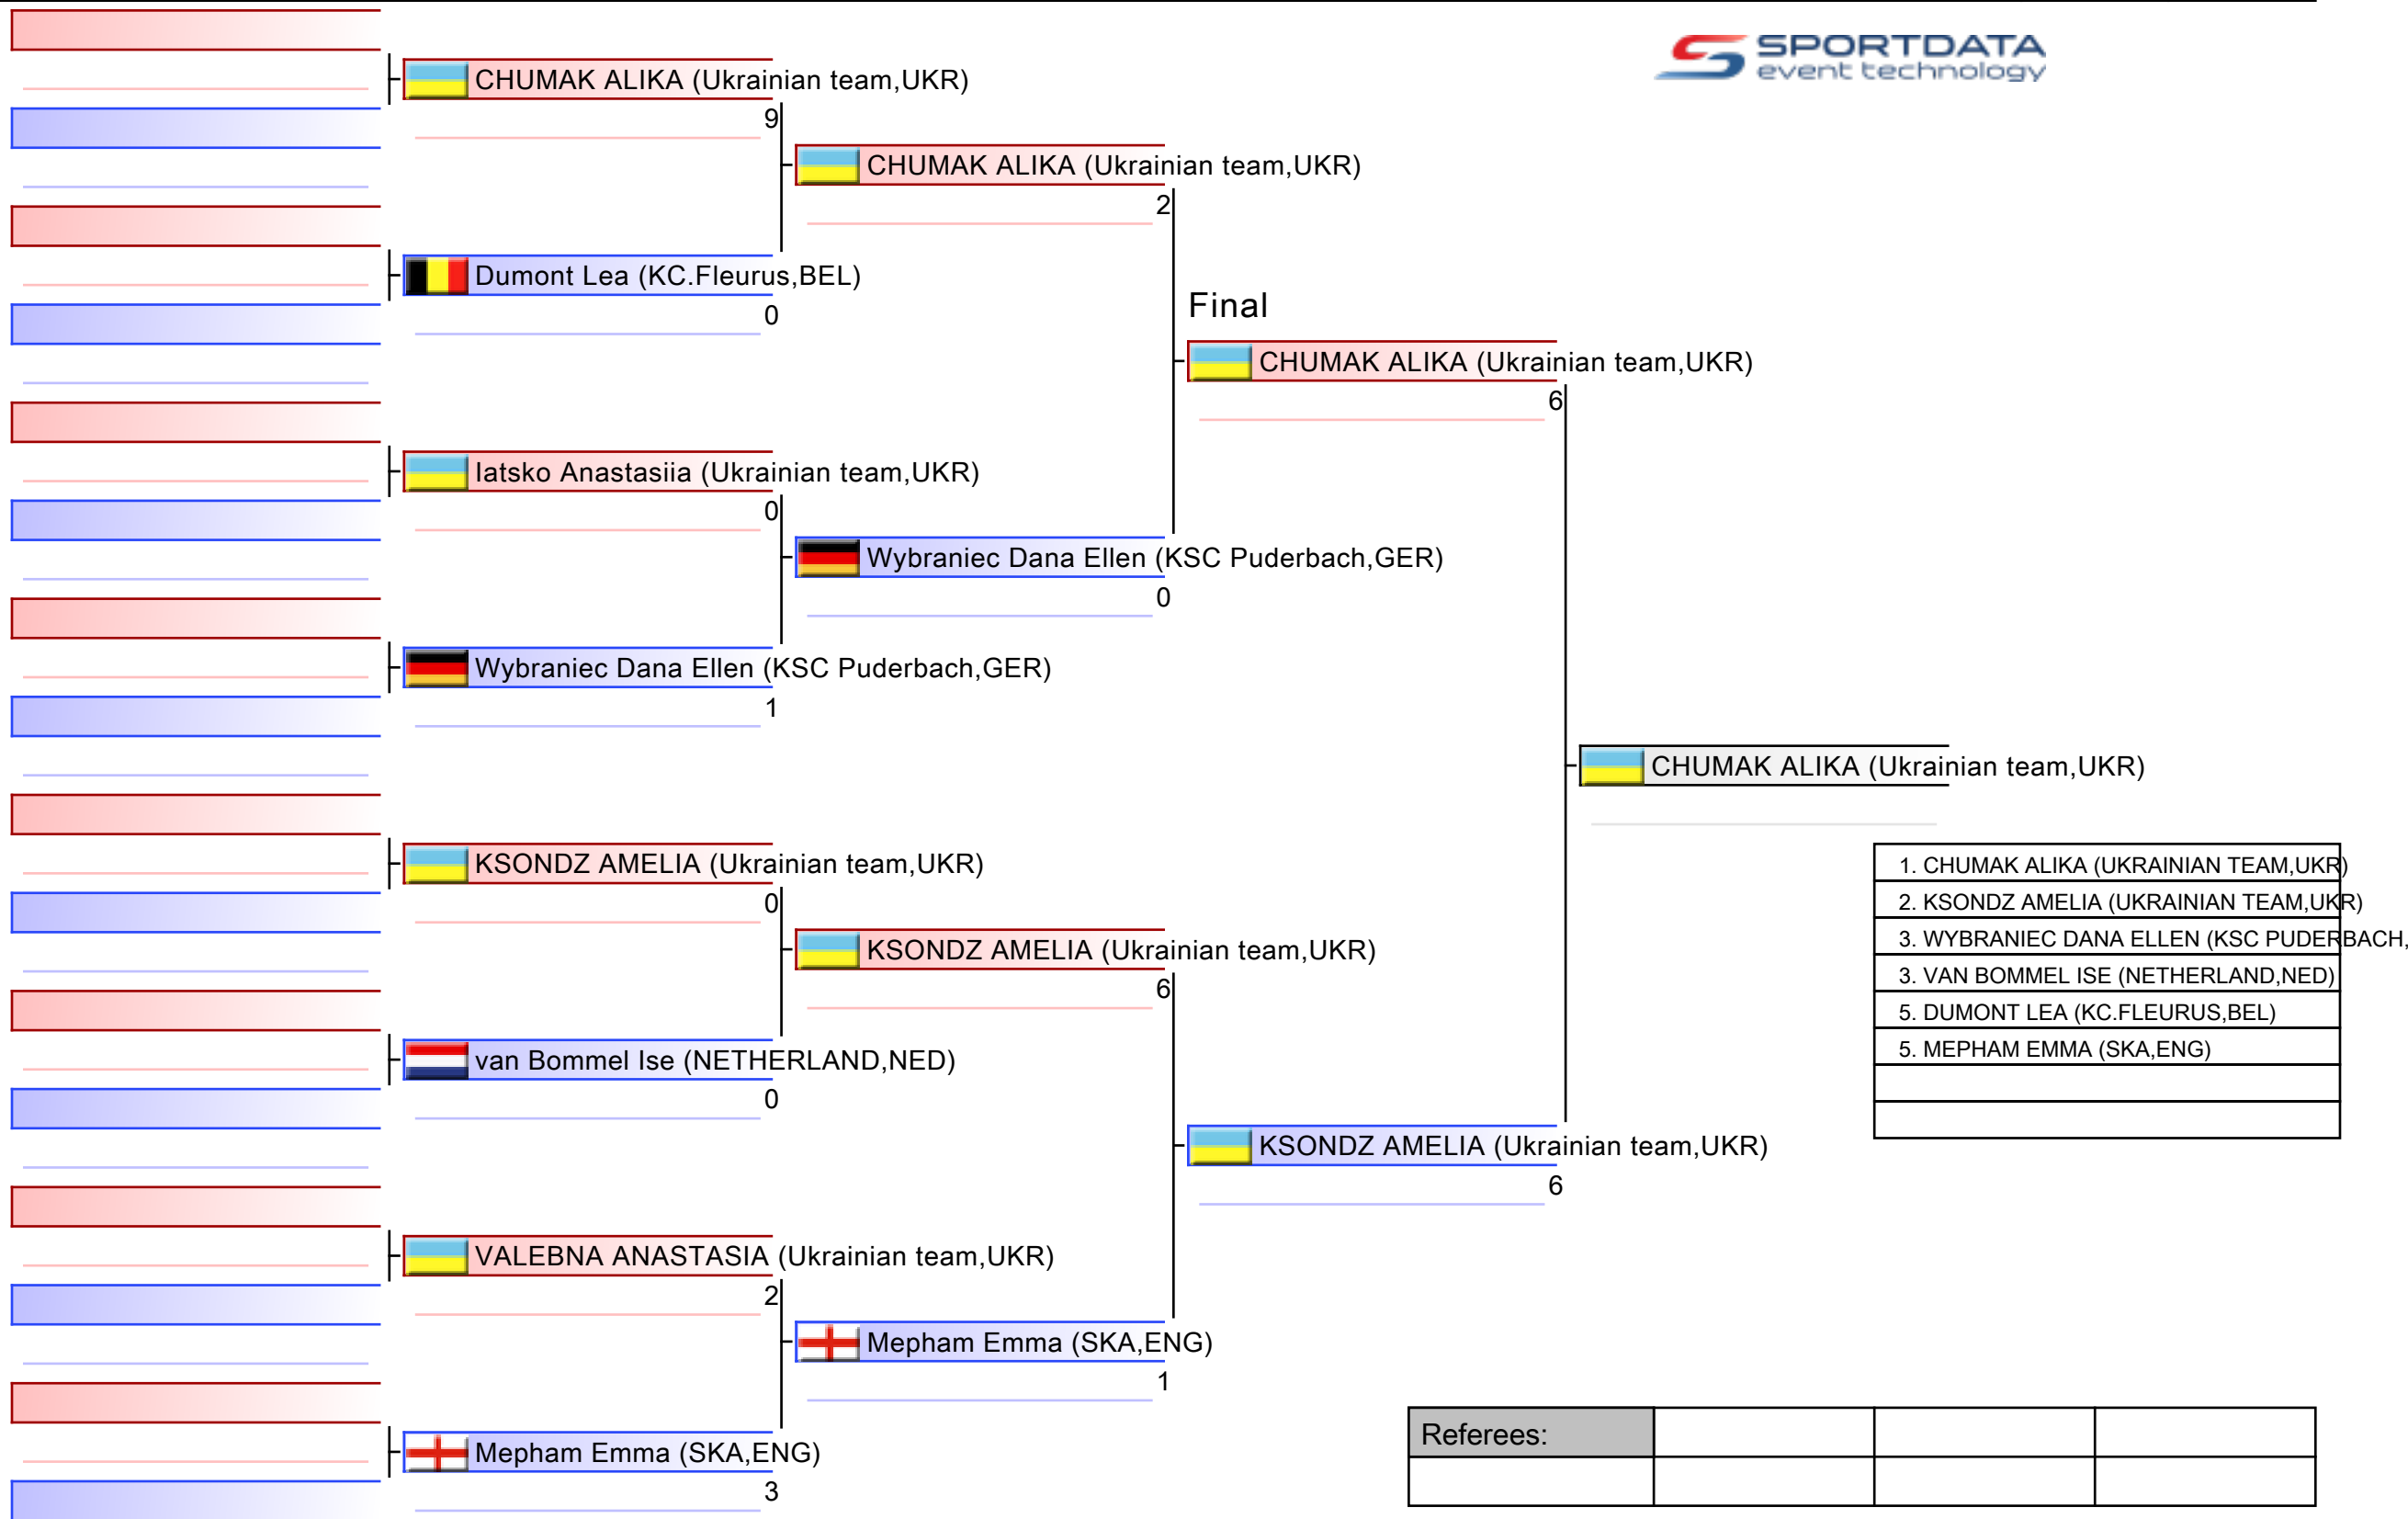 SPORTDATA
event technology
CHUMAK ALIKA (Ukrainian team,UKR)
9
CHUMAK ALIKA (Ukrainian team,UKR)
2
Dumont Lea (KC.Fleurus,BEL)
0
Final
CHUMAK ALIKA (Ukrainian team,UKR)
6
Iatsko Anastasiia (Ukrainian team,UKR)
0
Wybraniec Dana Ellen (KSC Puderbach,GER)
0
Wybraniec Dana Ellen (KSC Puderbach,GER)
1
CHUMAK ALIKA (Ukrainian team,UKR)
KSONDZ AMELIA (Ukrainian team,UKR)
0
KSONDZ AMELIA (Ukrainian team,UKR)
6
van Bommel Ise (NETHERLAND,NED)
0
KSONDZ AMELIA (Ukrainian team,UKR)
6
VALEBNA ANASTASIA (Ukrainian team,UKR)
2
Mepham Emma (SKA,ENG)
1
Mepham Emma (SKA,ENG)
3
1. CHUMAK ALIKA (UKRAINIAN TEAM,UKR)
2. KSONDZ AMELIA (UKRAINIAN TEAM,UKR)
3. WYBRANIEC DANA ELLEN (KSC PUDERBACH,
3. VAN BOMMEL ISE (NETHERLAND,NED)
5. DUMONT LEA (KC.FLEURUS,BEL)
5. MEPHAM EMMA (SKA,ENG)
Referees: